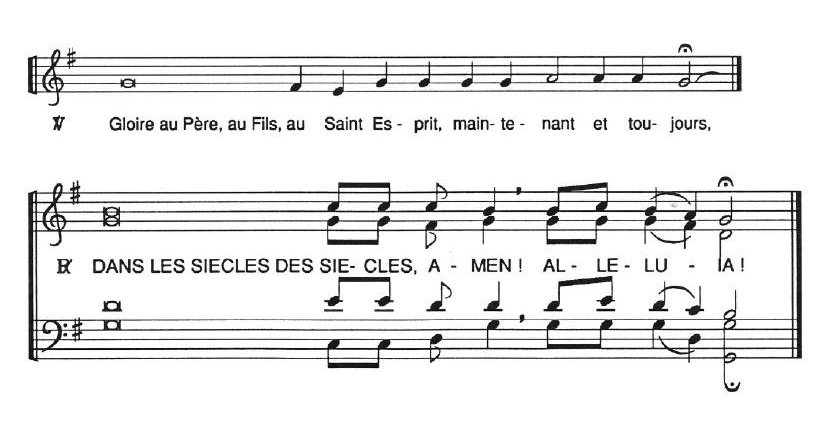 ℣ Gloire au Père, au Fils, au Saint Es - prit, main - te - nant et tou- jours,
℟ DANS LES SIECLES DES SIE- CLES, A - MEN ! AL - LE - LU - IA !